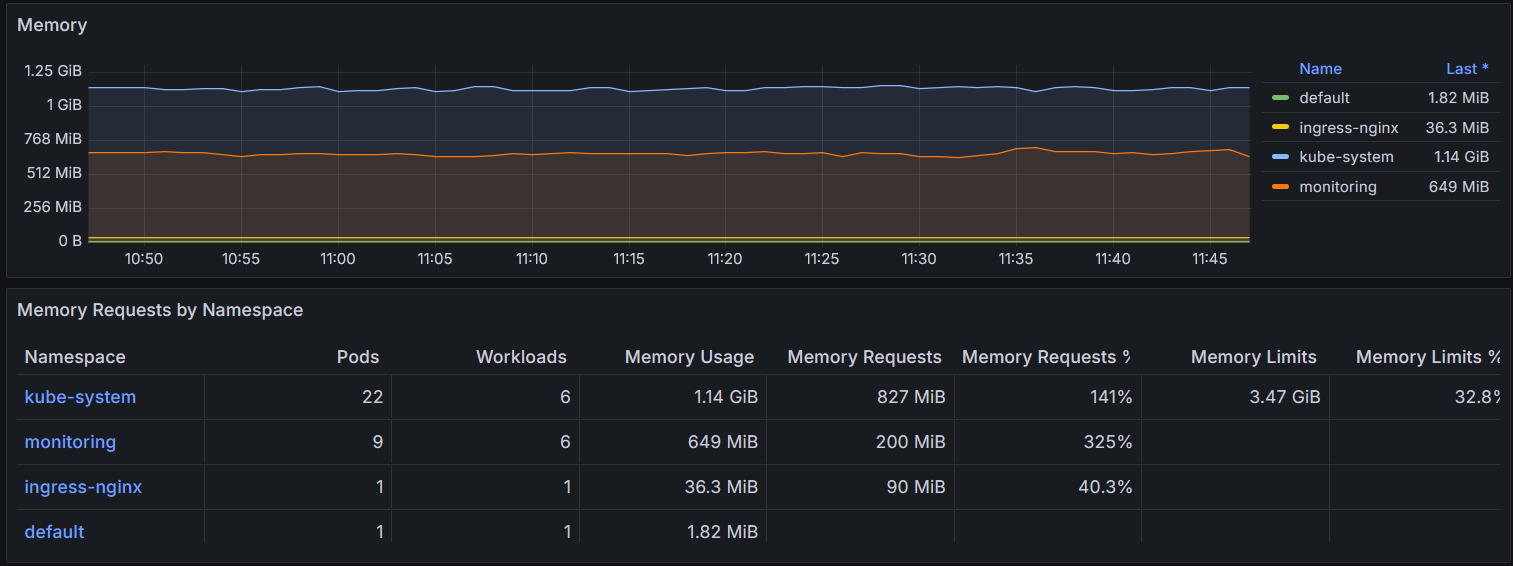 Memory
1.25 GiB
1 GiB
768 MiB
512 MiB
256 MiB
0 B
10:50 10:55 11:00 11:05 11:10 11:15 11:20 11:25 11:30 11:35 11:40 11:45
Name Last *
default 1.82 MiB
ingress-nginx 36.3 MiB
kube-system 1.14 GiB
monitoring 649 MiB
Memory Requests by Namespace
Namespace Pods Workloads Memory Usage Memory Requests Memory Requests % Memory Limits Memory Limits %
kube-system 22 6 1.14 GiB 827 MiB 141% 3.47 GiB 32.8%
monitoring 9 6 649 MiB 200 MiB 325%
ingress-nginx 1 1 36.3 MiB 90 MiB 40.3%
default 1 1 1.82 MiB